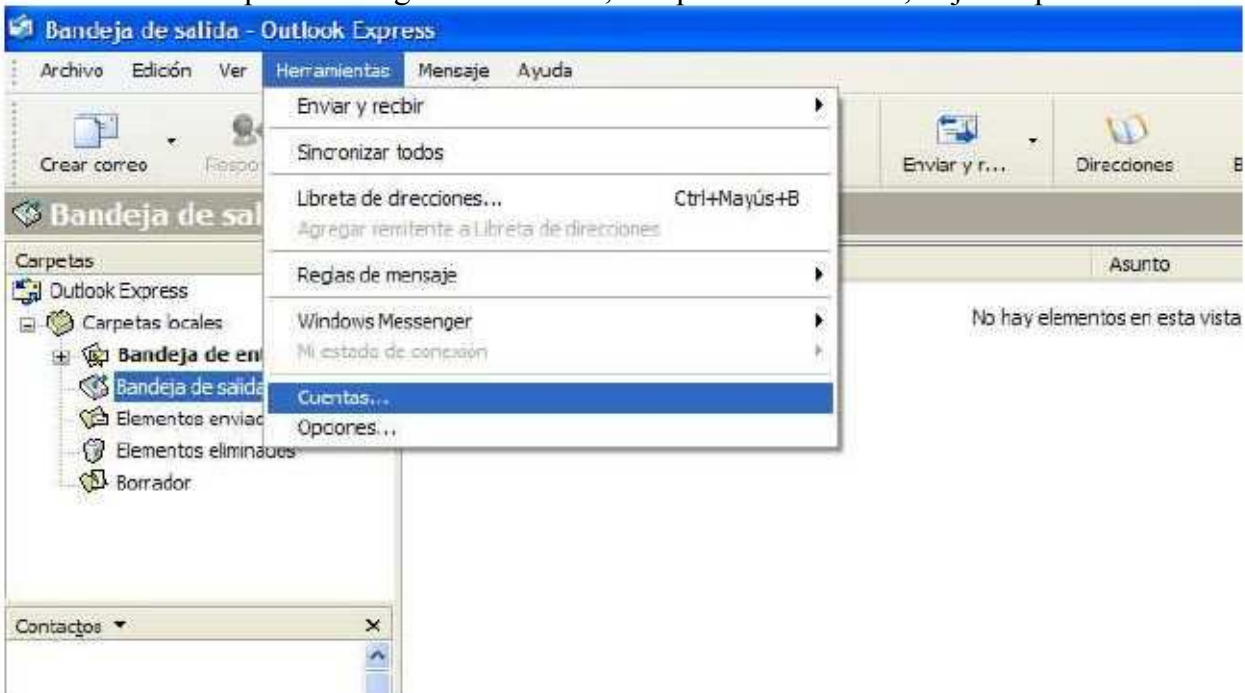 Bandeja de salida - Outlook Express
Archivo Edición Ver Herramientas Mensaje Ayuda
Enviar y recbir
Crear correo
Sincronizar todos
Enviar y r... Direcciones
Libreta de direcciones... Ctrl+Mayús+B
Agregar remitente a Libreta de direcciones
Bandeja de sal
Carpetas
Reglas de mensaje
Asunto
Outlook Express
Carpetas locales
Windows Messenger
No hay elementos en esta vista
Mi estado de conexión
Bandeja de ent
Bandeja de salida
Cuentas...
Elementos enviad
Opciones...
Elementos eliminados
Borrador
Contactos